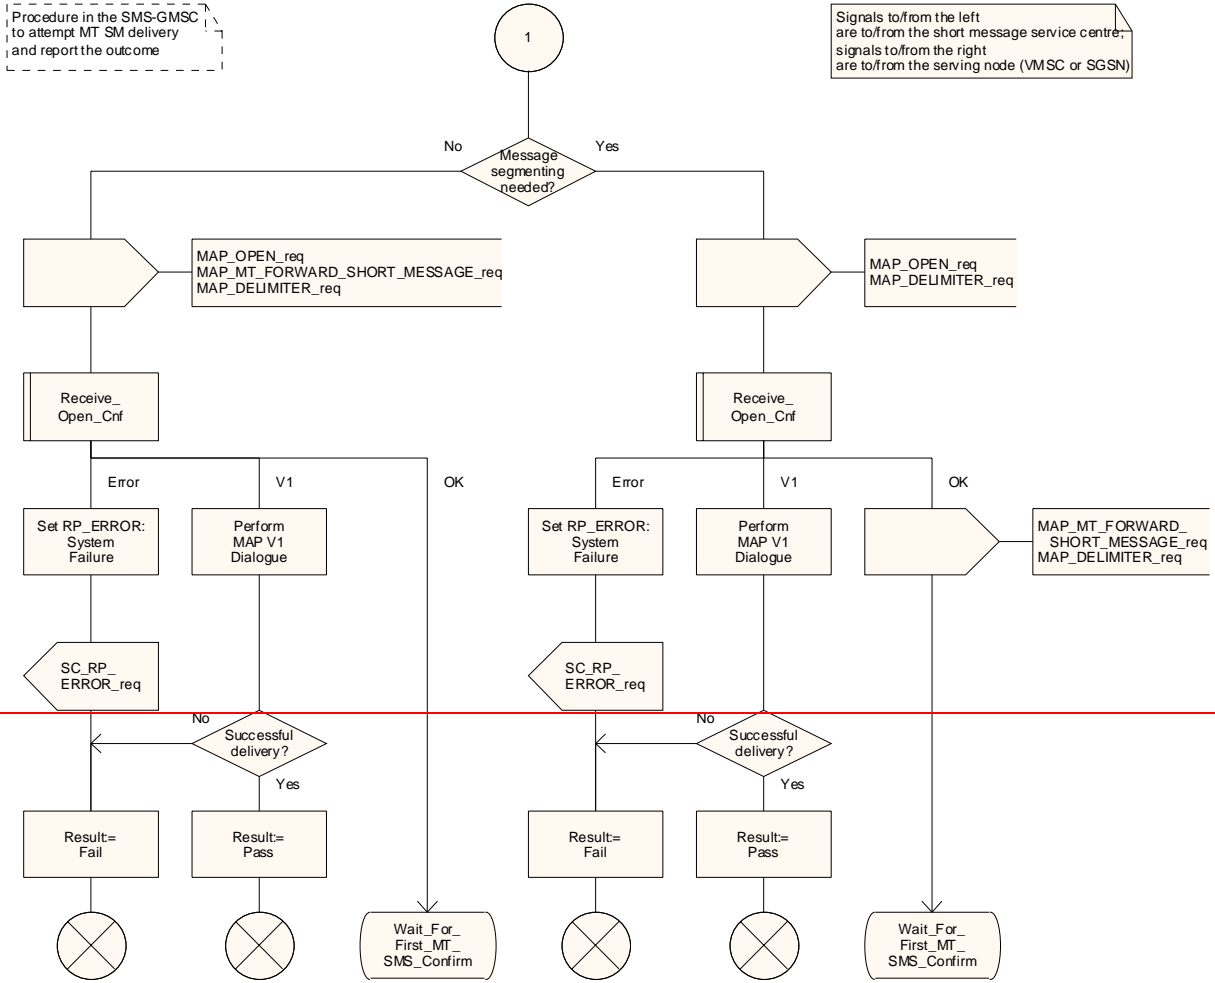 Procedure in the SMS-GMSC
to attempt MT SM delivery
and report the outcome
1
Signals to/from the left
are to/from the short message service centre;
signals to/from the right
are to/from the serving node (VMSC or SGSN)
No
Yes
Message
segmenting
needed?
MAP_OPEN_req
MAP_MT_FORWARD_SHORT_MESSAGE_req
MAP_DELIMITER_req
MAP_OPEN_req
MAP_DELIMITER_req
Receive_
Open_Cnf
Receive_
Open_Cnf
Error
V1
OK
Error
V1
OK
Set RP_ERROR:
System
Failure
Perform
MAP V1
Dialogue
Set RP_ERROR:
System
Failure
Perform
MAP V1
Dialogue
MAP_MT_FORWARD_
SHORT_MESSAGE_req
MAP_DELIMITER_req
SC_RP_
ERROR_req
SC_RP_
ERROR_req
No
Successful
delivery?
Yes
No
Successful
delivery?
Yes
Result:=
Fail
Result:=
Pass
Result:=
Fail
Result:=
Pass
Wait_For_
First_MT_
SMS_Confirm
Wait_For_
First_MT_
SMS_Confirm